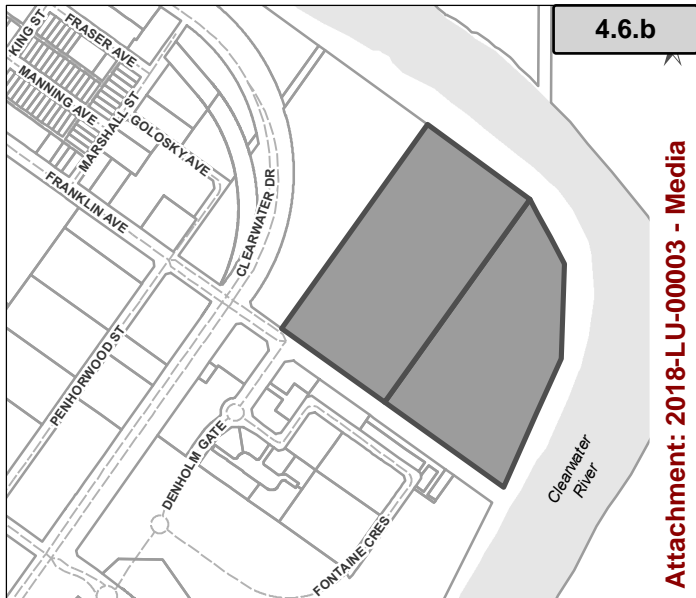 4.6.b
KING ST
FRASER AVE
MANNING AVE
MARSHALL ST
GOLOSKY AVE
FRANKLIN AVE
CLEARWATER DR
PENHORWOOD ST
DENHOLM GATE
FONTAINE CRES
Clearwater
River
Attachment: 2018-LU-00003 - Media